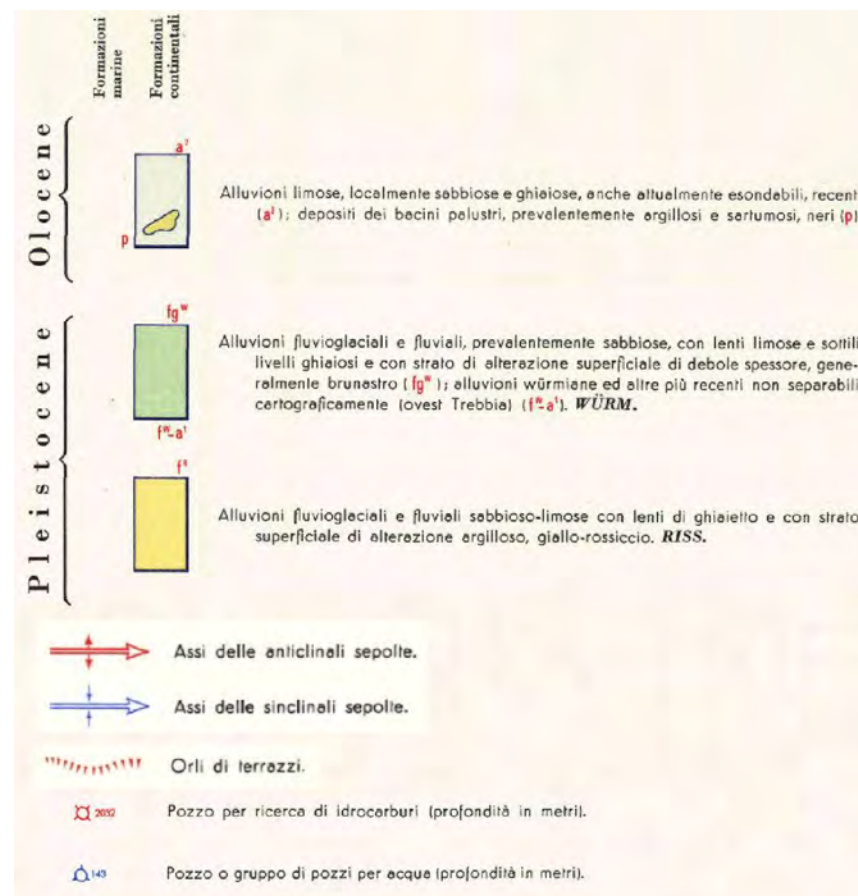 Formazioni marine
Formazioni continentali
Olocene
a¹
p
Alluvioni limose, localmente sabbiose e ghiaiose, anche attualmente esondabili, recent
(a¹); depositi dei bacini palustri, prevalentemente argillosi e sartumosi, neri (p)
Pleistocene
fgʷ
fʷ-a¹
Alluvioni fluvioglaciali e fluviali, prevalentemente sabbiose, con lenti limose e sottili
livelli ghiaiosi e con strato di alterazione superficiale di debole spessore, gene-
ralmente brunastro (fgʷ); alluvioni würmiane ed altre più recenti non separabili
cartograficamente (ovest Trebbia) (fʷ-a¹). WÜRM.
Alluvioni fluvioglaciali e fluviali sabbioso-limose con lenti di ghiaietto e con strato
superficiale di alterazione argilloso, giallo-rossiccio. RISS.
Assi delle anticlinali sepolte.
Assi delle sinclinali sepolte.
Orli di terrazzi.
2032 Pozzo per ricerca di idrocarburi (profondità in metri).
143 Pozzo o gruppo di pozzi per acqua (profondità in metri).